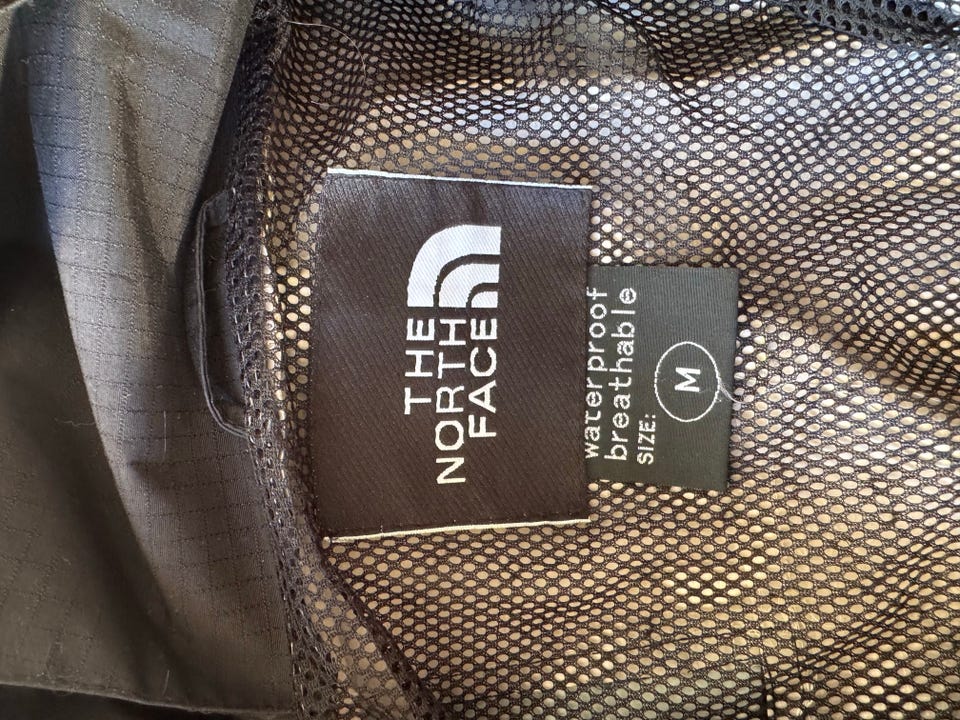 THE
NORTH
FACE
waterproof
breathable
SIZE:
M